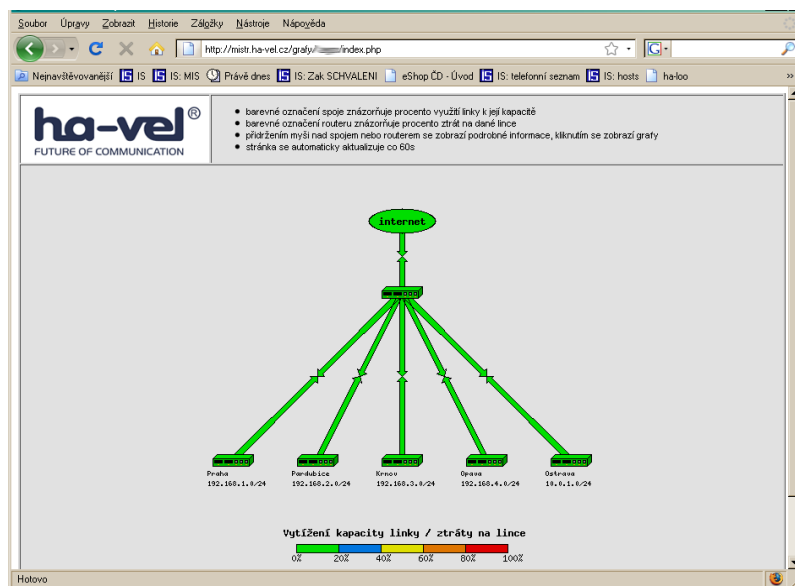 Soubor Úpravy Zobrazit Historie Záložky Nástroje Nápověda
http://mistr.ha-vel.cz/grafy/ /index.php
G
Nejnavštěvovanější IS IS: MIS Právě dnes IS: Zak SCHVALENI eShop ČD - Úvod IS: telefonní seznam IS: hosts ha-loo »
ha-vel®
FUTURE OF COMMUNICATION
barevné označení spoje znázorňuje procento využití linky k její kapacitě
barevné označení routeru znázorňuje procento ztrát na dané lince
přidržením myši nad spojem nebo routerem se zobrazí podrobné informace, kliknutím se zobrazí grafy
stránka se automaticky aktualizuje co 60s
internet
Praha Pardubice Krnov Opava Ostrava
192.168.1.0/24 192.168.2.0/24 192.168.3.0/24 192.168.4.0/24 10.0.1.0/24
Vytížení kapacity linky / ztráty na lince
0% 20% 40% 60% 80% 100%
Hotovo